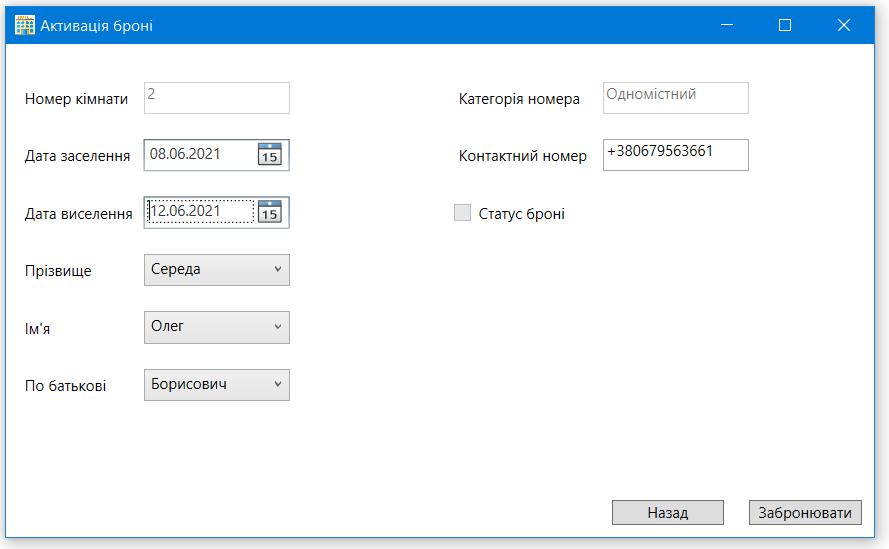 Активація броні
Номер кімнати 2 Категорія номера Одномістний
Дата заселення 08.06.2021 15 Контактний номер +380679563661
Дата виселення 12.06.2021 15 Статус броні
Прізвище Середа
Ім'я Олег
По батькові Борисович
Назад Забронювати